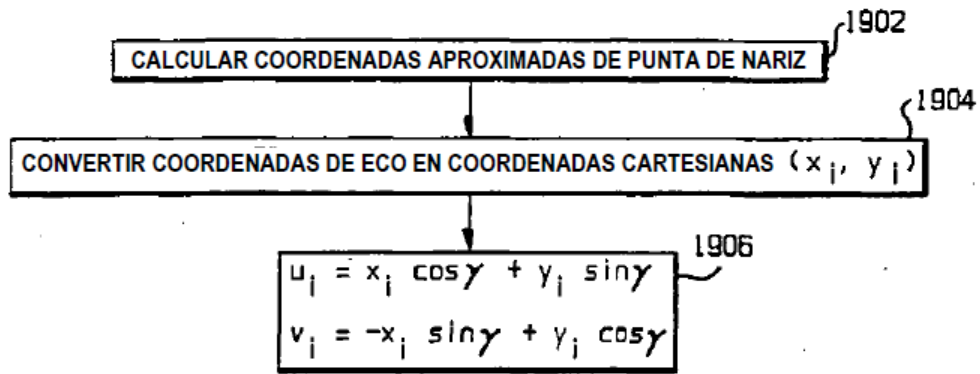 1902
CALCULAR COORDENADAS APROXIMADAS DE PUNTA DE NARIZ
1904
CONVERTIR COORDENADAS DE ECO EN COORDENADAS CARTESIANAS (xᵢ, yᵢ)
1906
uᵢ = xᵢ cosγ + yᵢ sinγ
vᵢ = -xᵢ sinγ + yᵢ cosγ